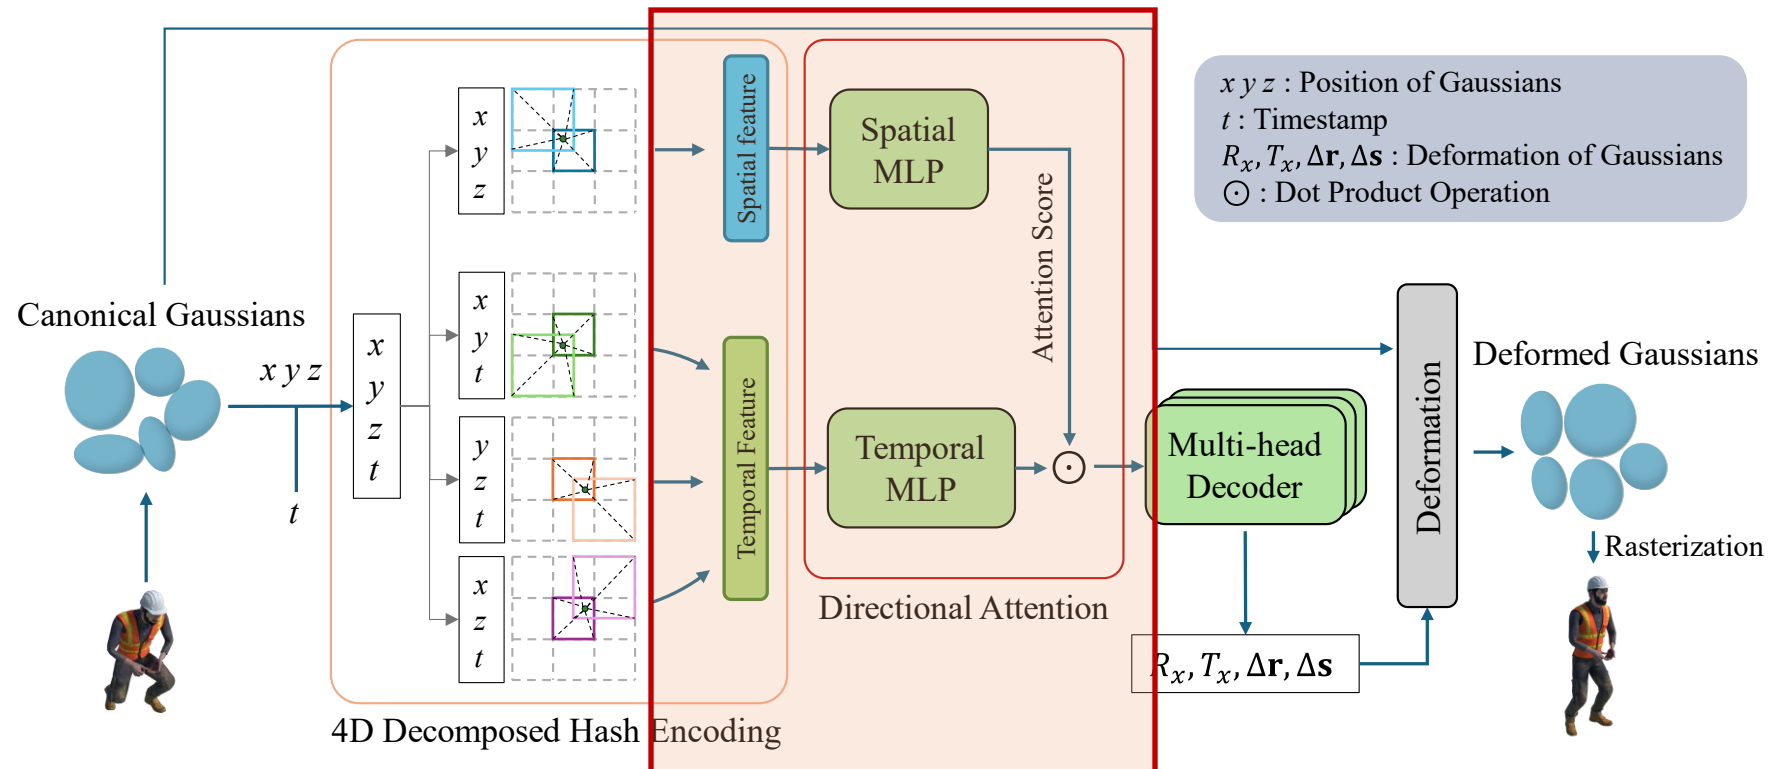 x y z : Position of Gaussians
t : Timestamp
Rₓ, Tₓ, Δr, Δs : Deformation of Gaussians
⊙ : Dot Product Operation
Canonical Gaussians
x y z
t
x
y
z
t
x
y
z
x
y
t
y
z
t
x
z
t
4D Decomposed Hash Encoding
Spatial feature
Temporal Feature
Spatial
MLP
Temporal
MLP
Attention Score
⊙
Directional Attention
Multi-head
Decoder
Rₓ, Tₓ, Δr, Δs
Deformation
Deformed Gaussians
Rasterization